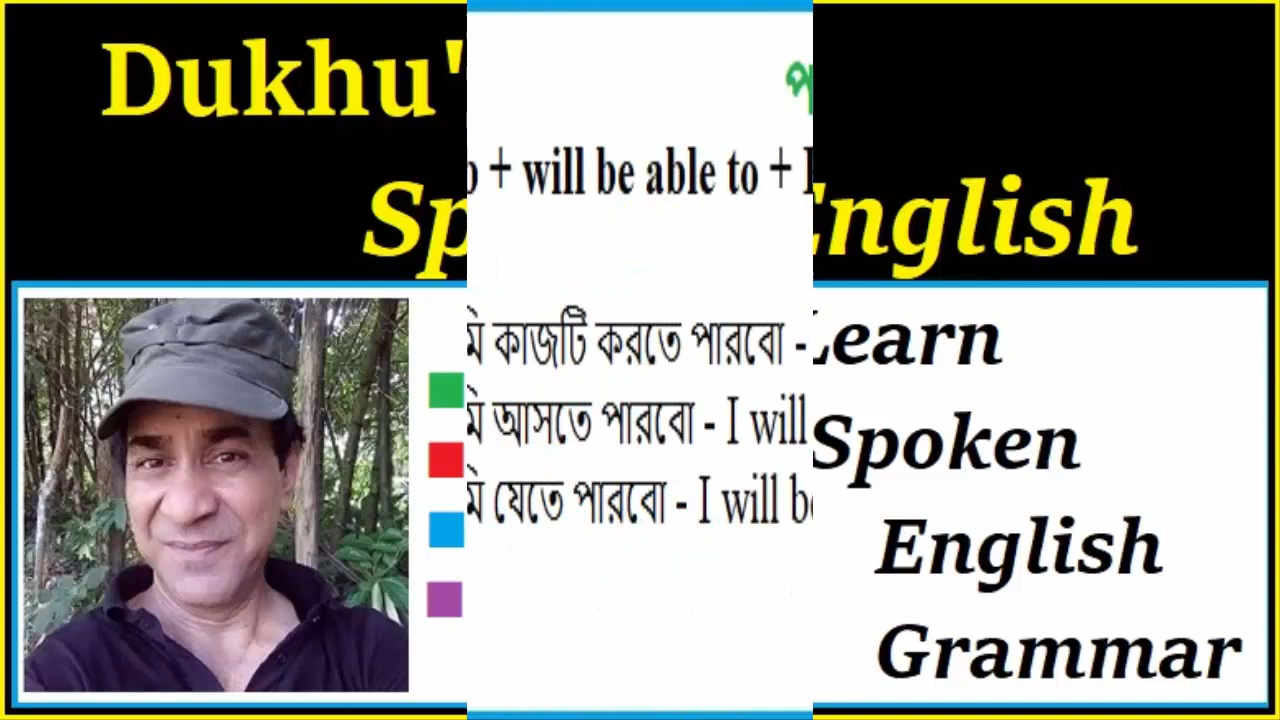 Dukhu'
প
+ will be able to +
Sp
English
কাজটি করতে পারবো -
Learn
আসতে পারবো - I will
Spoken
যেতে পারবো - I will be
English
Grammar